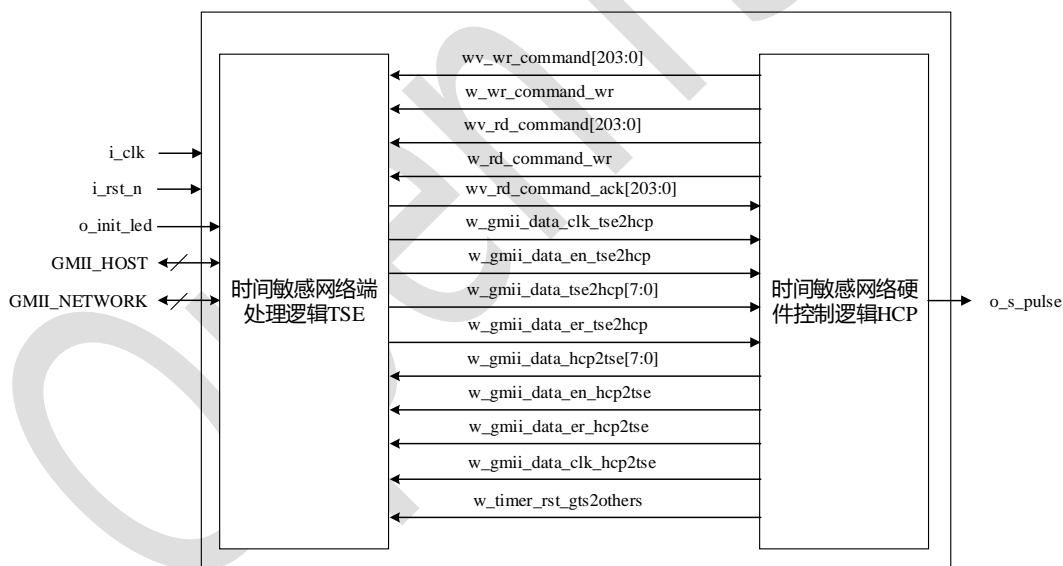 wv_wr_command[203:0]
w_wr_command_wr
wv_rd_command[203:0]
w_rd_command_wr
wv_rd_command_ack[203:0]
w_gmii_data_clk_tse2hcp
w_gmii_data_en_tse2hcp
w_gmii_data_tse2hcp[7:0]
w_gmii_data_er_tse2hcp
w_gmii_data_hcp2tse[7:0]
w_gmii_data_en_hcp2tse
w_gmii_data_er_hcp2tse
w_gmii_data_clk_hcp2tse
w_timer_rst_gts2others
i_clk
i_rst_n
o_init_led
GMII_HOST
GMII_NETWORK
时间敏感网络端
处理逻辑TSE
时间敏感网络硬
件控制逻辑HCP
o_s_pulse